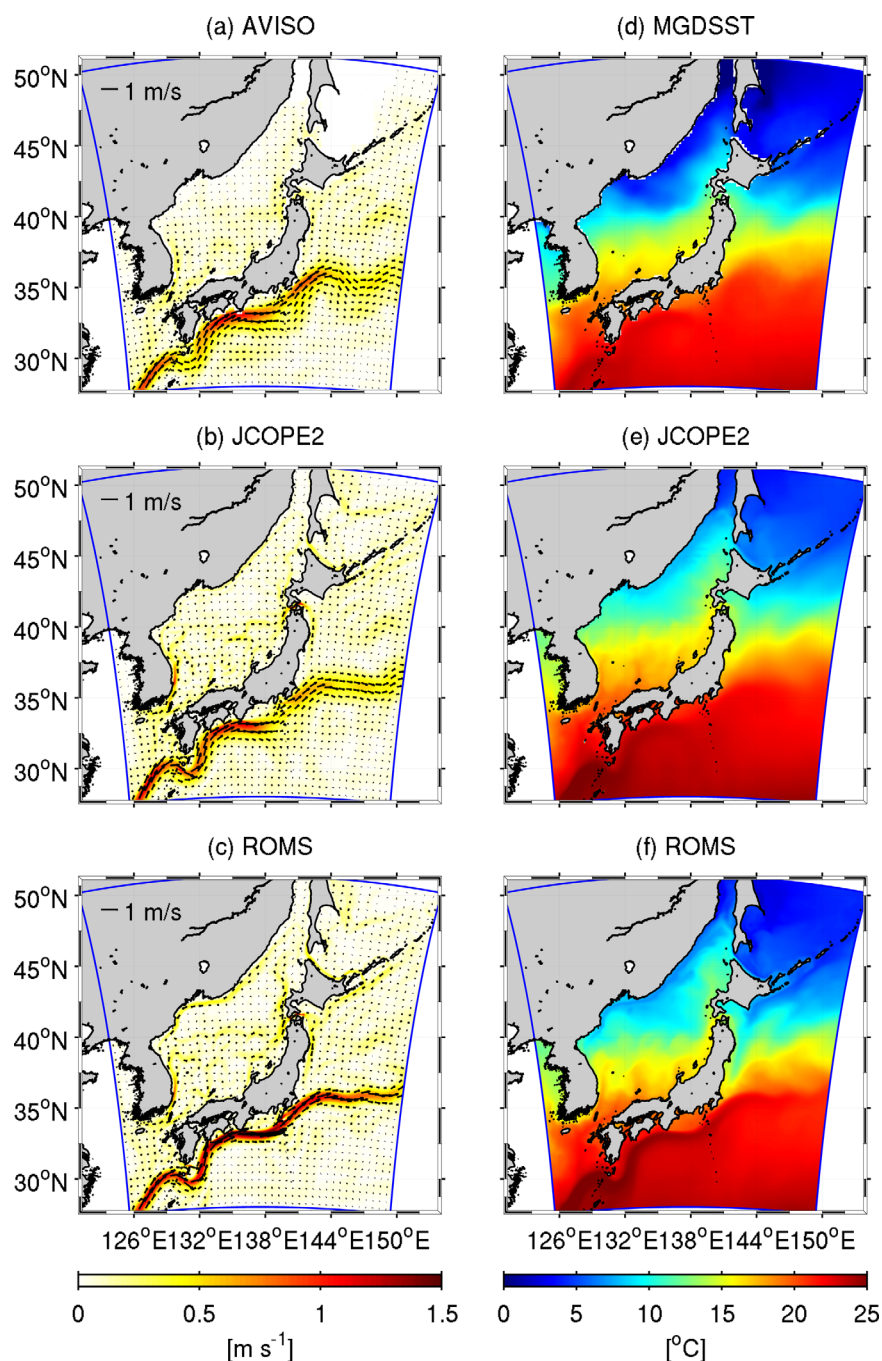 (a) AVISO
(d) MGDSST
50°N
45°N
40°N
35°N
30°N
1 m/s
(b) JCOPE2
(e) JCOPE2
50°N
45°N
40°N
35°N
30°N
1 m/s
(c) ROMS
(f) ROMS
50°N
45°N
40°N
35°N
30°N
1 m/s
126°E132°E138°E144°E150°E
126°E132°E138°E144°E150°E
0 0.5 1 1.5
[m s⁻¹]
0 5 10 15 20 25
[°C]